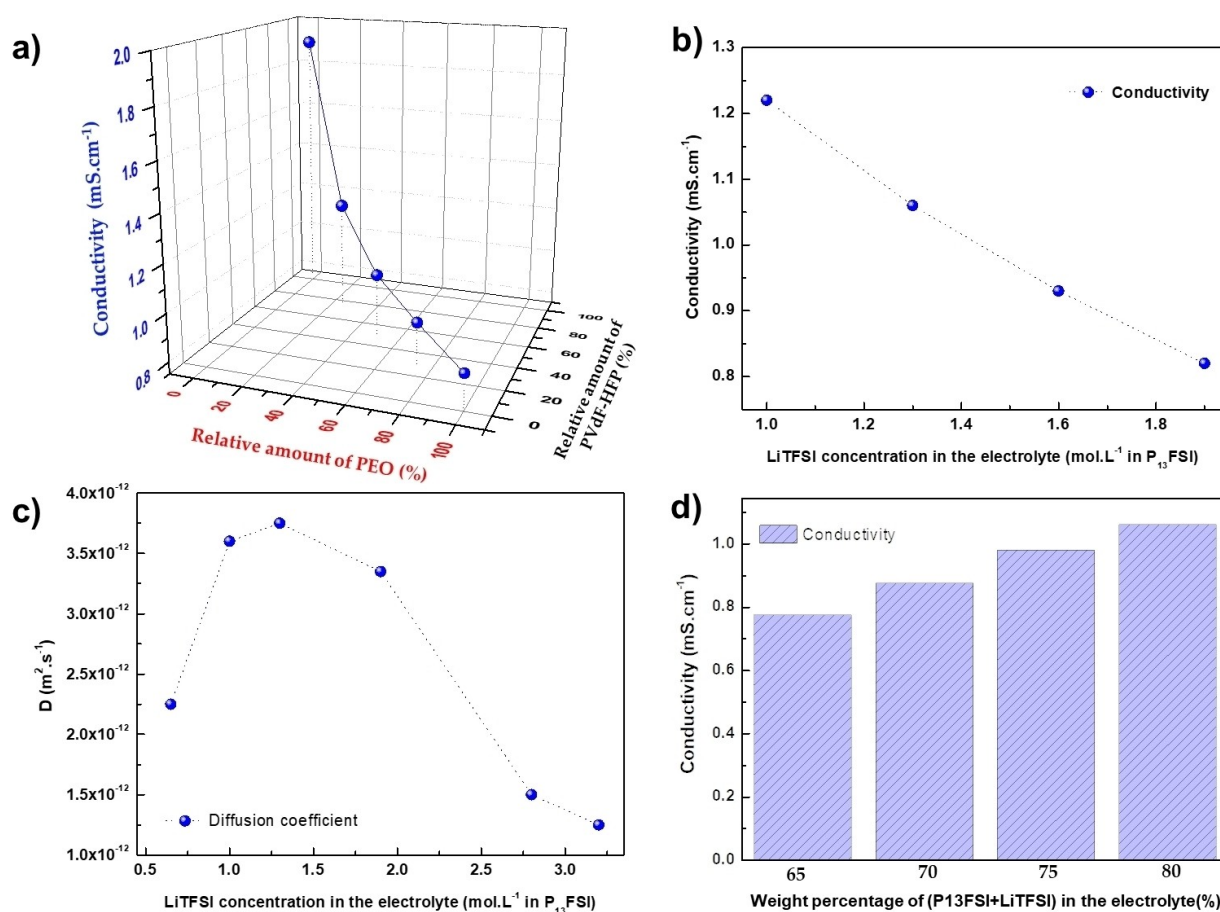 a)
2.0
1.8
1.6
1.4
1.2
1.0
0.8
Conductivity (mS.cm⁻¹)
0
20
40
60
80
100
Relative amount of PEO (%)
100
80
60
40
20
0
Relative amount of
PVdF-HFP (%)
b)
1.3
1.2
1.1
1.0
0.9
0.8
Conductivity (mS.cm⁻¹)
Conductivity
1.0 1.2 1.4 1.6 1.8
LiTFSI concentration in the electrolyte (mol.L⁻¹ in P₁₃FSI)
c)
4.0x10⁻¹²
3.5x10⁻¹²
3.0x10⁻¹²
2.5x10⁻¹²
2.0x10⁻¹²
1.5x10⁻¹²
1.0x10⁻¹²
D (m².s⁻¹)
Diffusion coefficient
0.5 1.0 1.5 2.0 2.5 3.0
LiTFSI concentration in the electrolyte (mol.L⁻¹ in P₁₃FSI)
d)
1.0
0.8
0.6
0.4
0.2
0.0
Conductivity (mS.cm⁻¹)
Conductivity
65 70 75 80
Weight percentage of (P13FSI+LiTFSI) in the electrolyte(%)